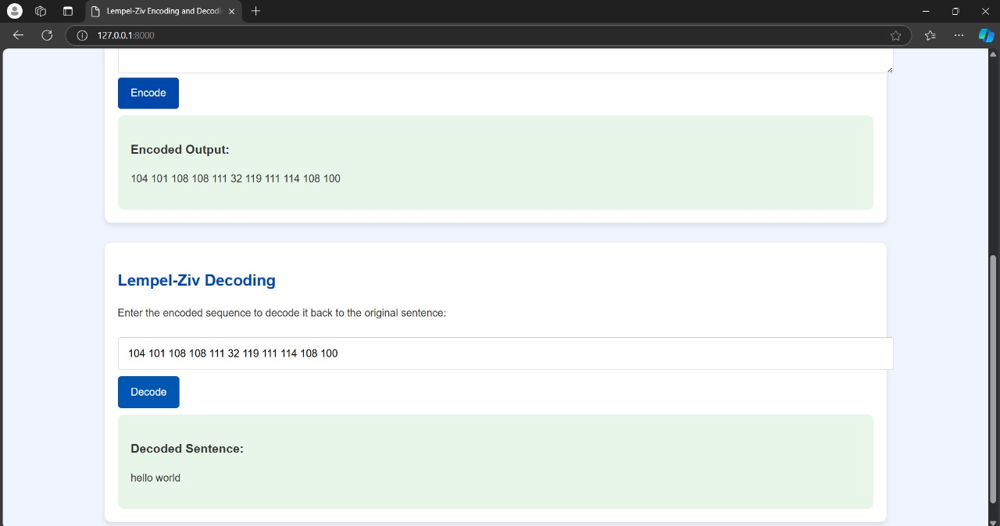 Lempel-Ziv Encoding and Decodi
127.0.0.1:8000
Encode
Encoded Output:
104 101 108 108 111 32 119 111 114 108 100
Lempel-Ziv Decoding
Enter the encoded sequence to decode it back to the original sentence:
104 101 108 108 111 32 119 111 114 108 100
Decode
Decoded Sentence:
hello world